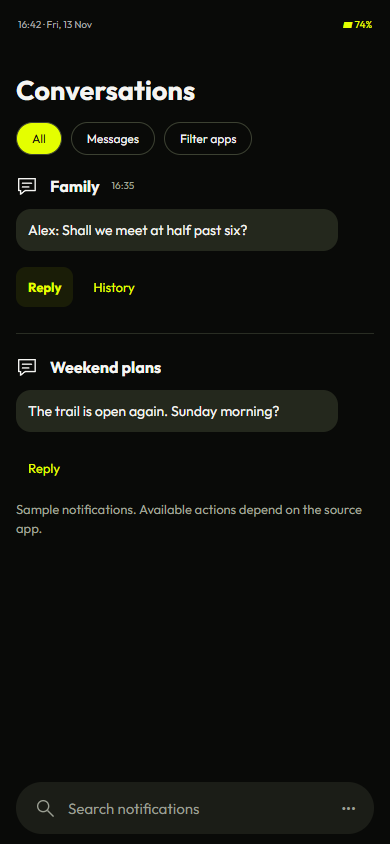 16:42 · Fri, 13 Nov
74%
Conversations
All
Messages
Filter apps
Family 16:35
Alex: Shall we meet at half past six?
Reply
History
Weekend plans
The trail is open again. Sunday morning?
Reply
Sample notifications. Available actions depend on the source
app.
Search notifications